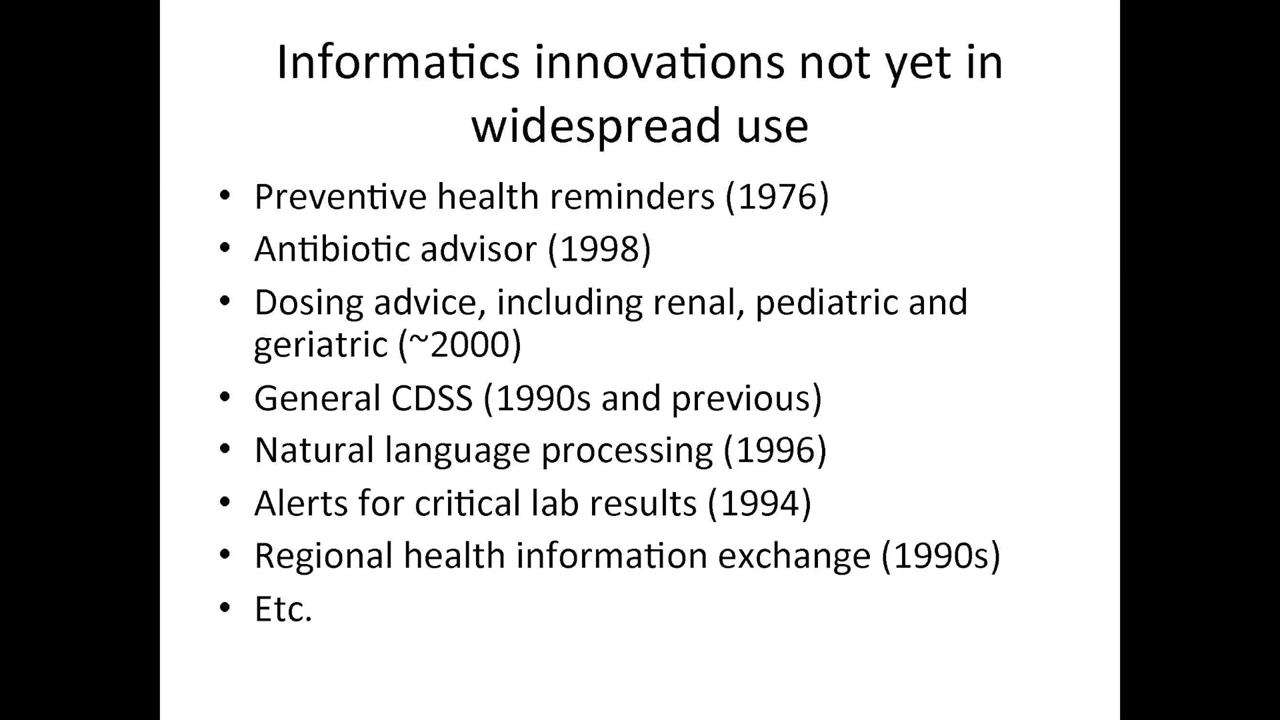 Informatics innovations not yet in
widespread use
• Preventive health reminders (1976)
• Antibiotic advisor (1998)
• Dosing advice, including renal, pediatric and
geriatric (~2000)
• General CDSS (1990s and previous)
• Natural language processing (1996)
• Alerts for critical lab results (1994)
• Regional health information exchange (1990s)
• Etc.